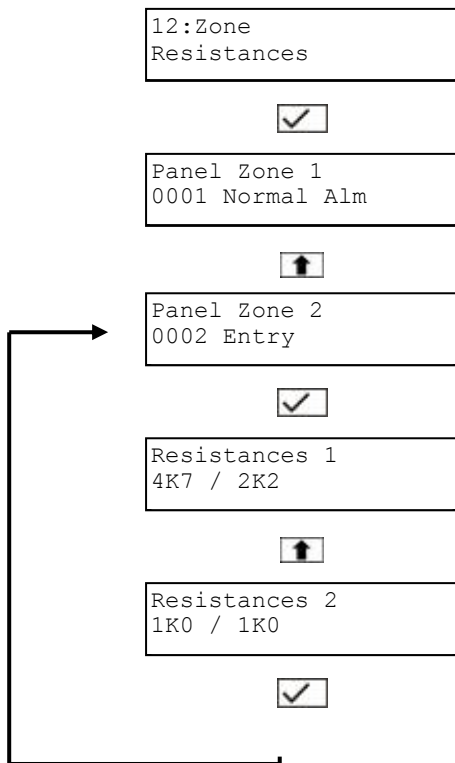 12:Zone
Resistances
Panel Zone 1
0001 Normal Alm
Panel Zone 2
0002 Entry
Resistances 1
4K7 / 2K2
Resistances 2
1K0 / 1K0